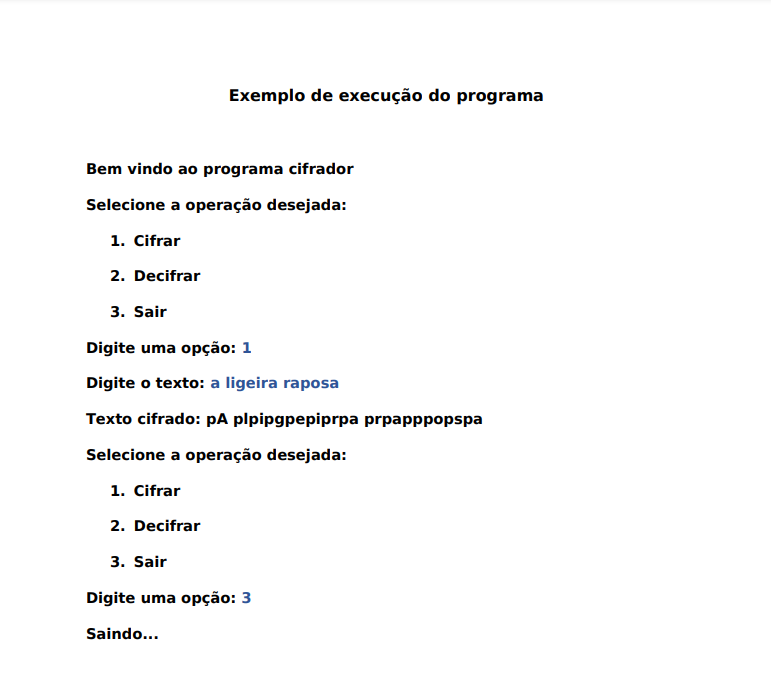 Exemplo de execução do programa
Bem vindo ao programa cifrador
Selecione a operação desejada:
1. Cifrar
2. Decifrar
3. Sair
Digite uma opção: 1
Digite o texto: a ligeira raposa
Texto cifrado: pA plpipgpepiprpa prpapppopspa
Selecione a operação desejada:
1. Cifrar
2. Decifrar
3. Sair
Digite uma opção: 3
Saindo...